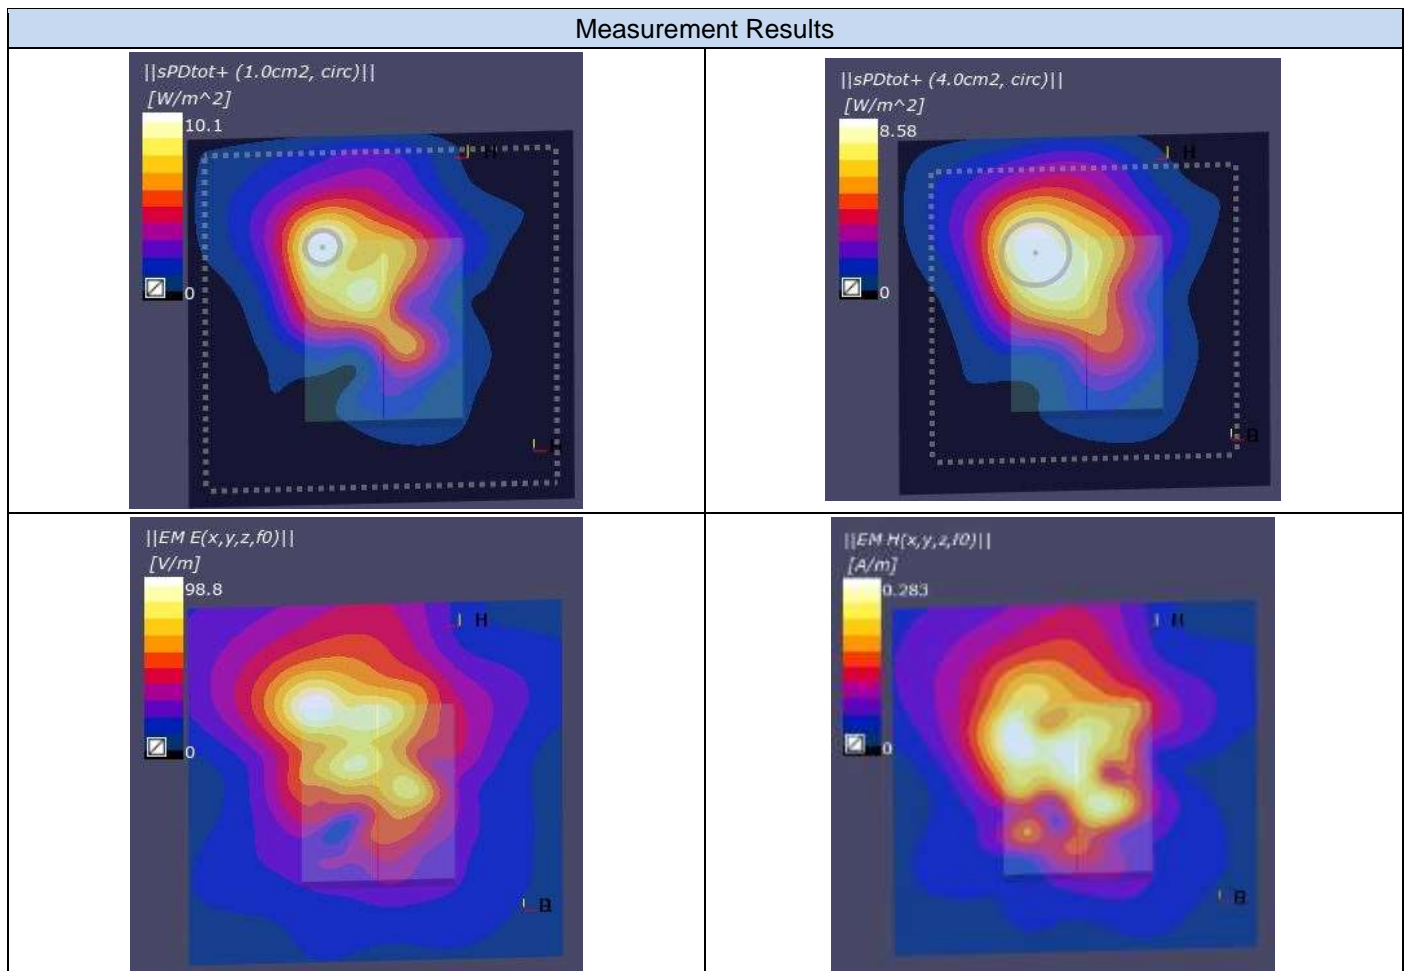 Measurement Results
||sPDtot+ (1.0cm2, circ)||
[W/m^2]
10.1
0
H
||sPDtot+ (4.0cm2, circ)||
[W/m^2]
8.58
0
H
||EM E(x,y,z,f0)||
[V/m]
98.8
0
H
||EM H(x,y,z,f0)||
[A/m]
0.283
0